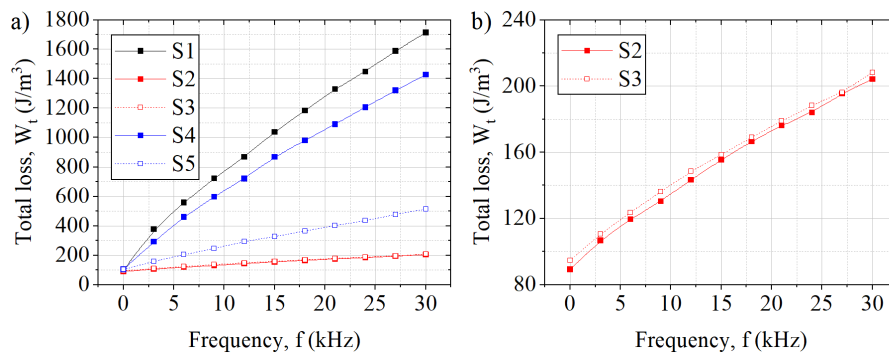 a)
Total loss, Wt (J/m³)
1800
1600
1400
1200
1000
800
600
400
200
0
S1
S2
S3
S4
S5
0 5 10 15 20 25 30
Frequency, f (kHz)
b)
Total loss, Wt (J/m³)
240
200
160
120
80
S2
S3
0 5 10 15 20 25 30
Frequency, f (kHz)